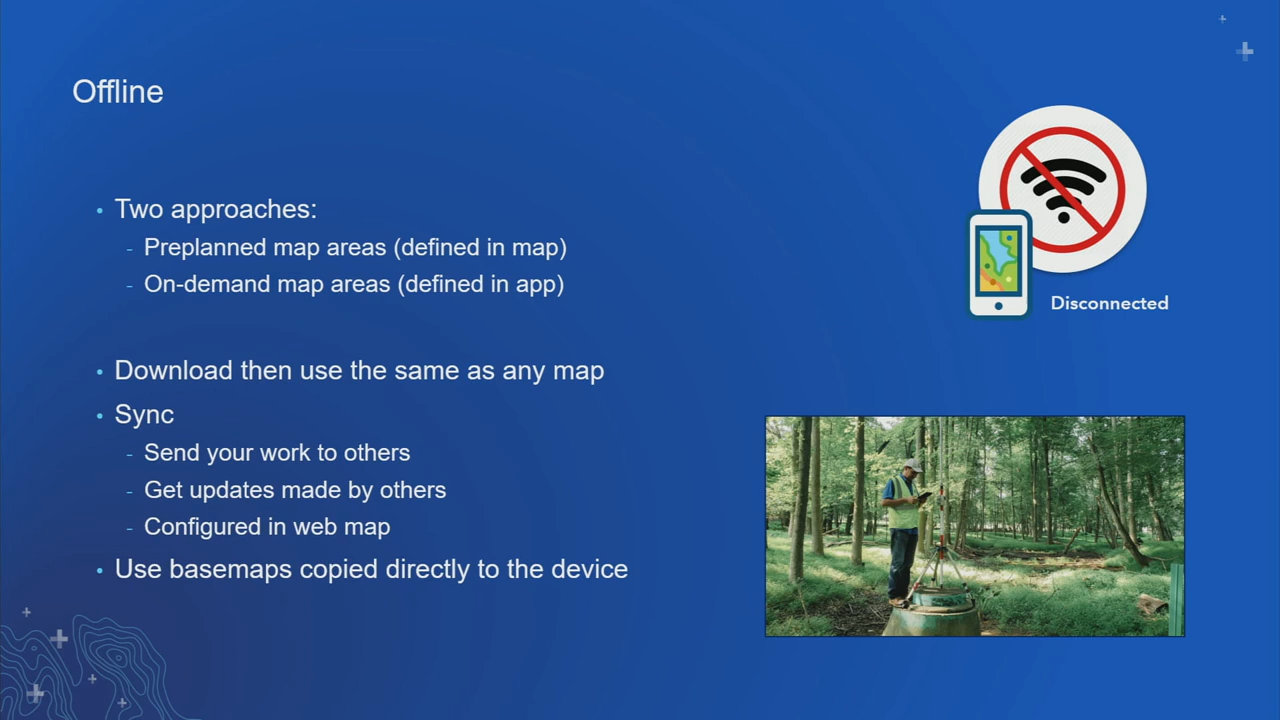 Offline
Two approaches:
Preplanned map areas (defined in map)
On-demand map areas (defined in app)
Disconnected
Download then use the same as any map
Sync
Send your work to others
Get updates made by others
Configured in web map
Use basemaps copied directly to the device